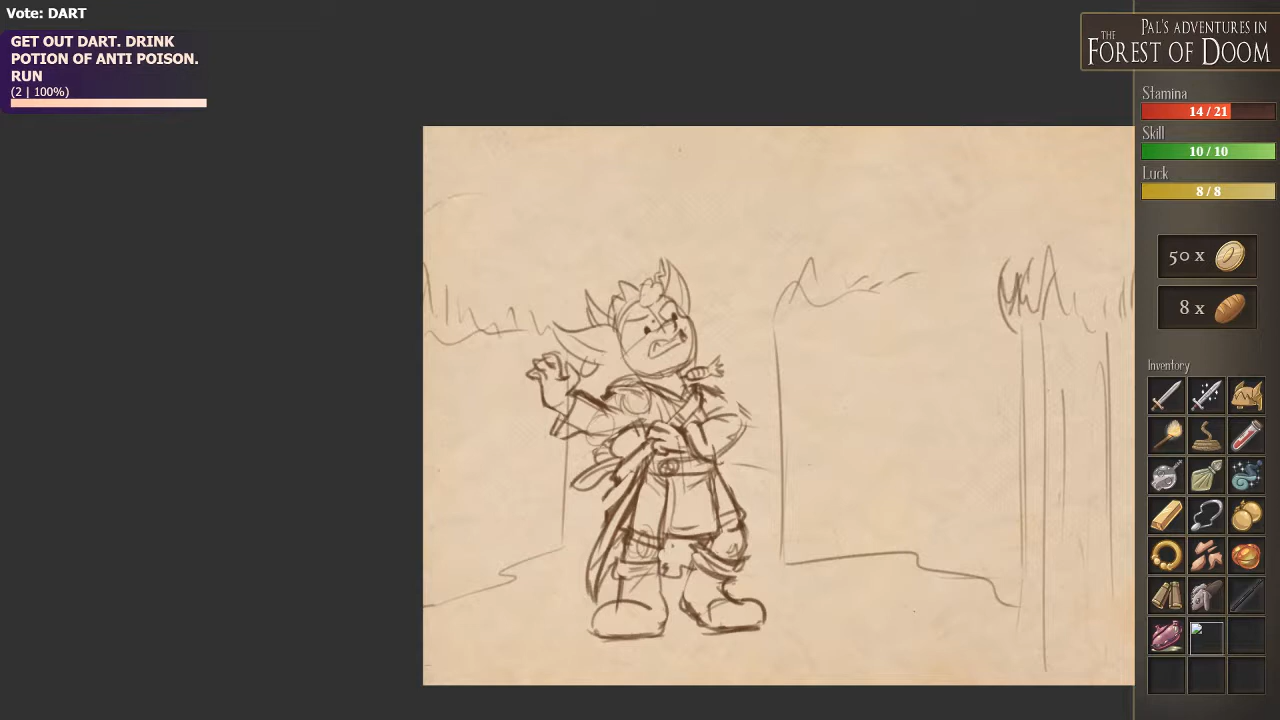 Vote: DART
GET OUT DART. DRINK
POTION OF ANTI POISON.
RUN
(2 | 100%)
PAL'S ADVENTURES IN
THE FOREST OF DOOM
Stamina
14 / 21
Skill
10 / 10
Luck
8 / 8
50 x
8 x
Inventory